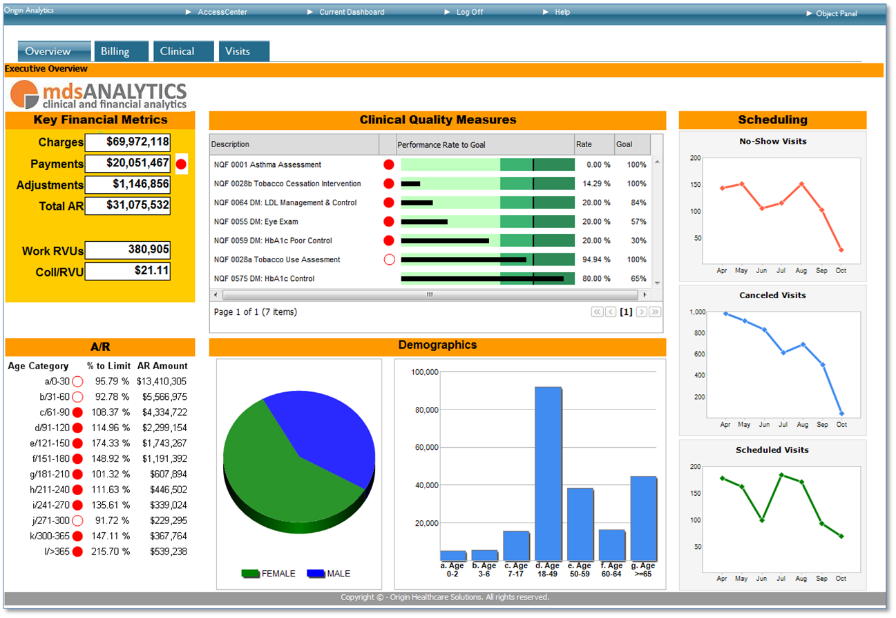 Origin Analytics
AccessCenter
Current Dashboard
Log Off
Help
Object Panel
Overview
Billing
Clinical
Visits
Executive Overview
mdsANALYTICS
clinical and financial analytics
Key Financial Metrics
Charges $69,972,118
Payments $20,051,467
Adjustments $1,146,856
Total AR $31,075,532
Work RVUs 380,905
Coll/RVU $21.11
Clinical Quality Measures
Description Performance Rate to Goal Rate Goal
NQF 0001 Asthma Assessment 0.00 % 100%
NQF 0028b Tobacco Cessation Intervention 14.29 % 100%
NQF 0064 DM: LDL Management & Control 20.00 % 84%
NQF 0055 DM: Eye Exam 20.00 % 57%
NQF 0059 DM: HbA1c Poor Control 20.00 % 30%
NQF 0028a Tobacco Use Assesment 94.94 % 100%
NQF 0575 DM: HbA1c Control 80.00 % 65%
Page 1 of 1 (7 items) [1]
Scheduling
No-Show Visits
200
150
100
50
Apr May Jun Jul Aug Sep Oct
Canceled Visits
1,000
800
600
400
200
Apr May Jun Jul Aug Sep Oct
Scheduled Visits
200
150
100
50
Apr May Jun Jul Aug Sep Oct
A/R
Age Category % to Limit AR Amount
a/0-30 95.79 % $13,410,305
b/31-60 92.78 % $5,566,975
c/61-90 108.37 % $4,334,722
d/91-120 114.96 % $2,299,154
e/121-150 174.33 % $1,743,267
f/151-180 148.92 % $1,191,392
g/181-210 101.32 % $607,894
h/211-240 111.63 % $446,502
i/241-270 135.61 % $339,024
j/271-300 91.72 % $229,295
k/300-365 147.11 % $367,764
l/>365 215.70 % $539,238
Demographics
FEMALE MALE
100,000
80,000
60,000
40,000
20,000
a. Age b. Age c. Age d. Age e. Age f. Age g. Age
0-2 3-6 7-17 18-49 50-59 60-64 >=65
Copyright © - Origin Healthcare Solutions. All rights reserved.